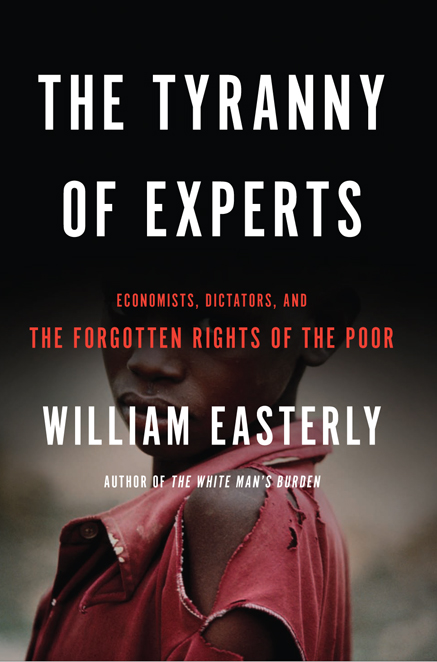 THE TYRANNY
OF EXPERTS
ECONOMISTS, DICTATORS, AND
THE FORGOTTEN RIGHTS OF THE POOR
WILLIAM EASTERLY
AUTHOR OF THE WHITE MAN'S BURDEN